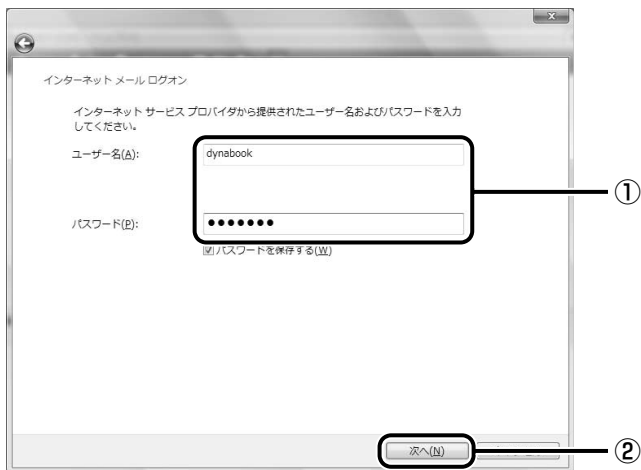 インターネット メール ログオン
インターネット サービス プロバイダから提供されたユーザー名およびパスワードを入力
してください。
ユーザー名(A):
dynabook
①
パスワード(P):
●●●●●●●
パスワードを保存する(W)
次へ(N)
②